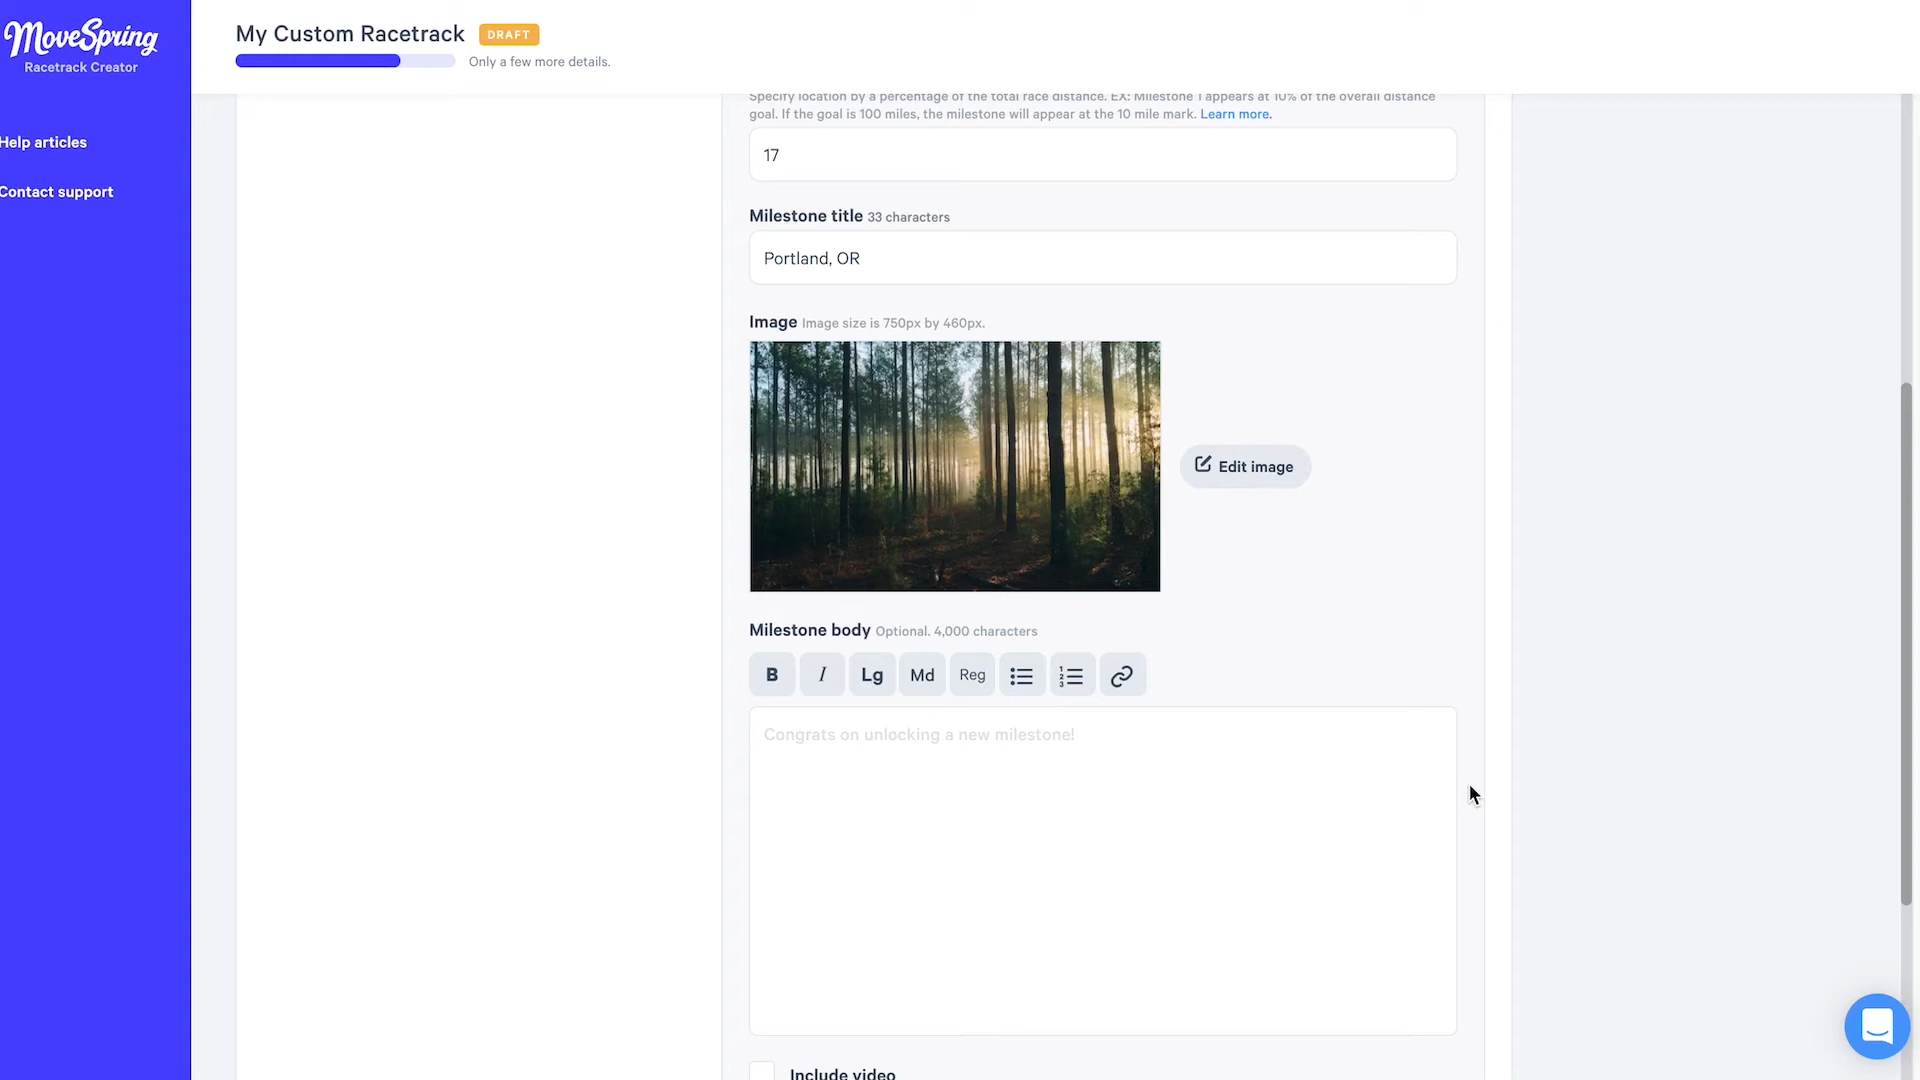 MoveSpring
Racetrack Creator
Help articles
Contact support
My Custom Racetrack DRAFT
Only a few more details.
Specify location by a percentage of the total race distance. EX: Milestone 1 appears at 10% of the overall distance
goal. If the goal is 100 miles, the milestone will appear at the 10 mile mark. Learn more.
17
Milestone title 33 characters
Portland, OR
Image Image size is 750px by 460px.
Edit image
Milestone body Optional. 4,000 characters
B I Lg Md Reg
Congrats on unlocking a new milestone!
Include video